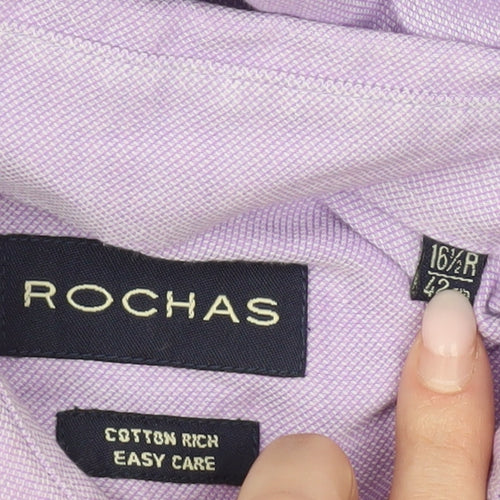 ROCHAS
16½R
42
COTTON RICH
EASY CARE